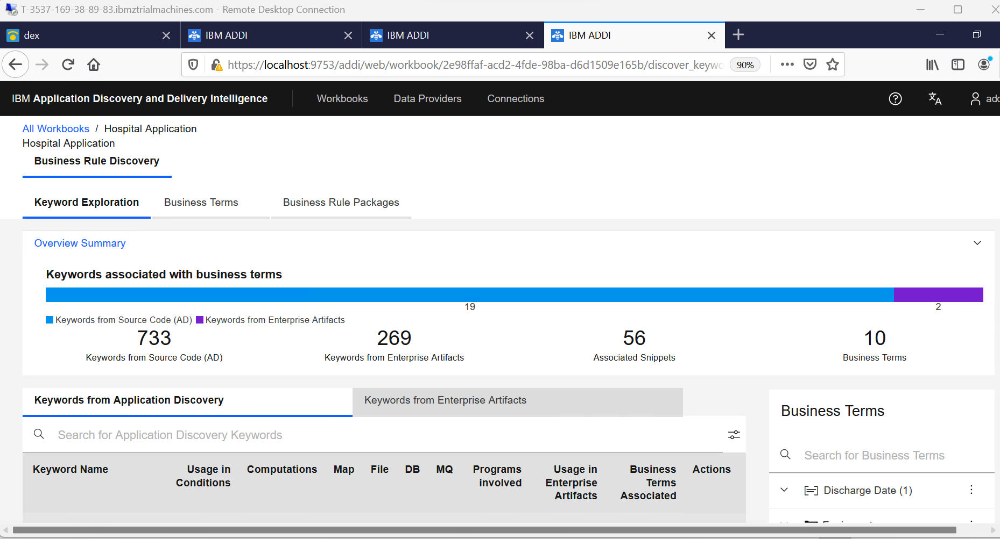 T-3537-169-38-89-83.ibmztrialmachines.com - Remote Desktop Connection
dex
IBM ADDI
IBM ADDI
IBM ADDI
https://localhost:9753/addi/web/workbook/2e98ffaf-acd2-4fde-98ba-d6d1509e165b/discover_keywo
90%
IBM Application Discovery and Delivery Intelligence
Workbooks
Data Providers
Connections
add
All Workbooks / Hospital Application
Hospital Application
Business Rule Discovery
Keyword Exploration
Business Terms
Business Rule Packages
Overview Summary
Keywords associated with business terms
19
2
Keywords from Source Code (AD)
Keywords from Enterprise Artifacts
733
269
56
10
Keywords from Source Code (AD)
Keywords from Enterprise Artifacts
Associated Snippets
Business Terms
Keywords from Application Discovery
Keywords from Enterprise Artifacts
Search for Application Discovery Keywords
Keyword Name
Usage in
Conditions
Computations
Map
File
DB
MQ
Programs
involved
Usage in
Enterprise
Artifacts
Business
Terms
Associated
Actions
Business Terms
Search for Business Terms
Discharge Date (1)